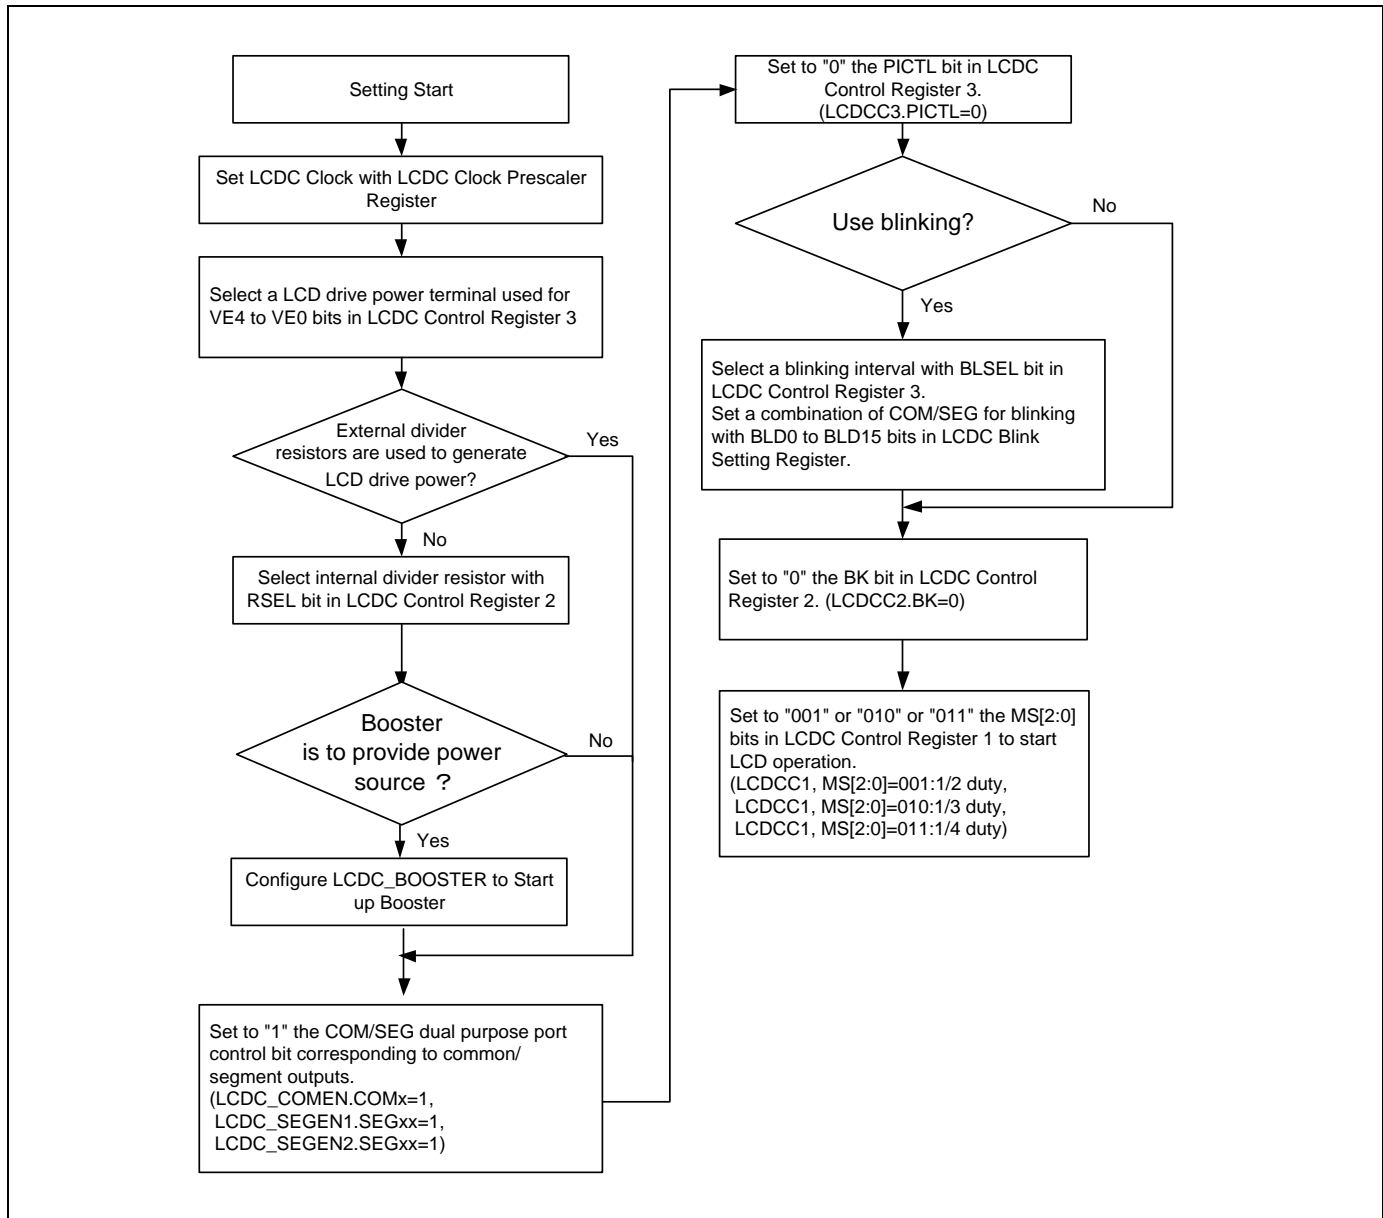 Setting Start
Set LCDC Clock with LCDC Clock Prescaler
Register
Select a LCD drive power terminal used for
VE4 to VE0 bits in LCDC Control Register 3
External divider
resistors are used to generate
LCD drive power?
Yes
No
Select internal divider resistor with
RSEL bit in LCDC Control Register 2
Booster
is to provide power
source ？
No
Yes
Configure LCDC_BOOSTER to Start
up Booster
Set to "1" the COM/SEG dual purpose port
control bit corresponding to common/
segment outputs.
(LCDC_COMEN.COMx=1,
LCDC_SEGEN1.SEGxx=1,
LCDC_SEGEN2.SEGxx=1)
Set to "0" the PICTL bit in LCDC
Control Register 3.
(LCDCC3.PICTL=0)
Use blinking?
No
Yes
Select a blinking interval with BLSEL bit in
LCDC Control Register 3.
Set a combination of COM/SEG for blinking
with BLD0 to BLD15 bits in LCDC Blink
Setting Register.
Set to "0" the BK bit in LCDC Control
Register 2. (LCDCC2.BK=0)
Set to "001" or "010" or "011" the MS[2:0]
bits in LCDC Control Register 1 to start
LCD operation.
(LCDCC1, MS[2:0]=001:1/2 duty,
LCDCC1, MS[2:0]=010:1/3 duty,
LCDCC1, MS[2:0]=011:1/4 duty)